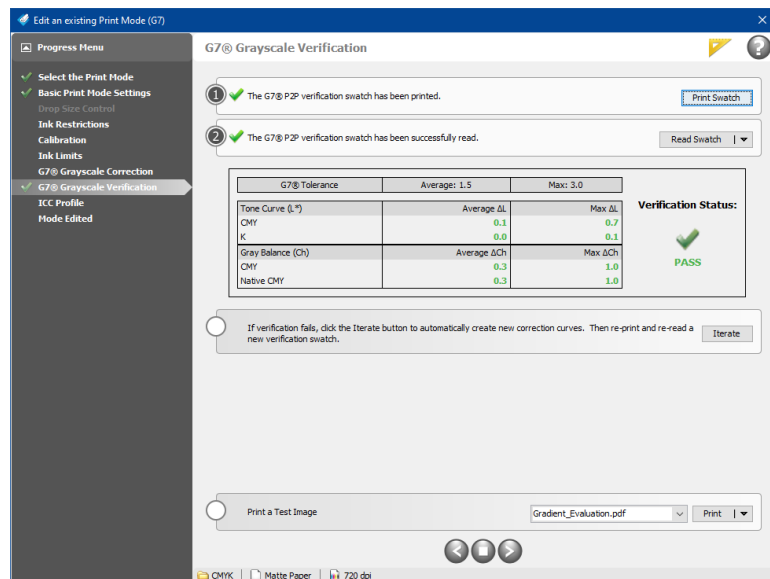 Edit an existing Print Mode (G7)
Progress Menu
Select the Print Mode
Basic Print Mode Settings
Drop Size Control
Ink Restrictions
Calibration
Ink Limits
G7® Grayscale Correction
G7® Grayscale Verification
ICC Profile
Mode Edited
G7® Grayscale Verification
?
1 The G7® P2P verification swatch has been printed. Print Swatch
2 The G7® P2P verification swatch has been successfully read. Read Swatch
G7® Tolerance Average: 1.5 Max: 3.0
Tone Curve (L*) Average ΔL Max ΔL
CMY 0.1 0.7
K 0.0 0.1
Gray Balance (Ch) Average ΔCh Max ΔCh
CMY 0.3 1.0
Native CMY 0.3 1.0
Verification Status:
PASS
If verification fails, click the Iterate button to automatically create new correction curves. Then re-print and re-read a
new verification swatch.
Iterate
Print a Test Image Gradient_Evaluation.pdf Print
CMYK Matte Paper 720 dpi